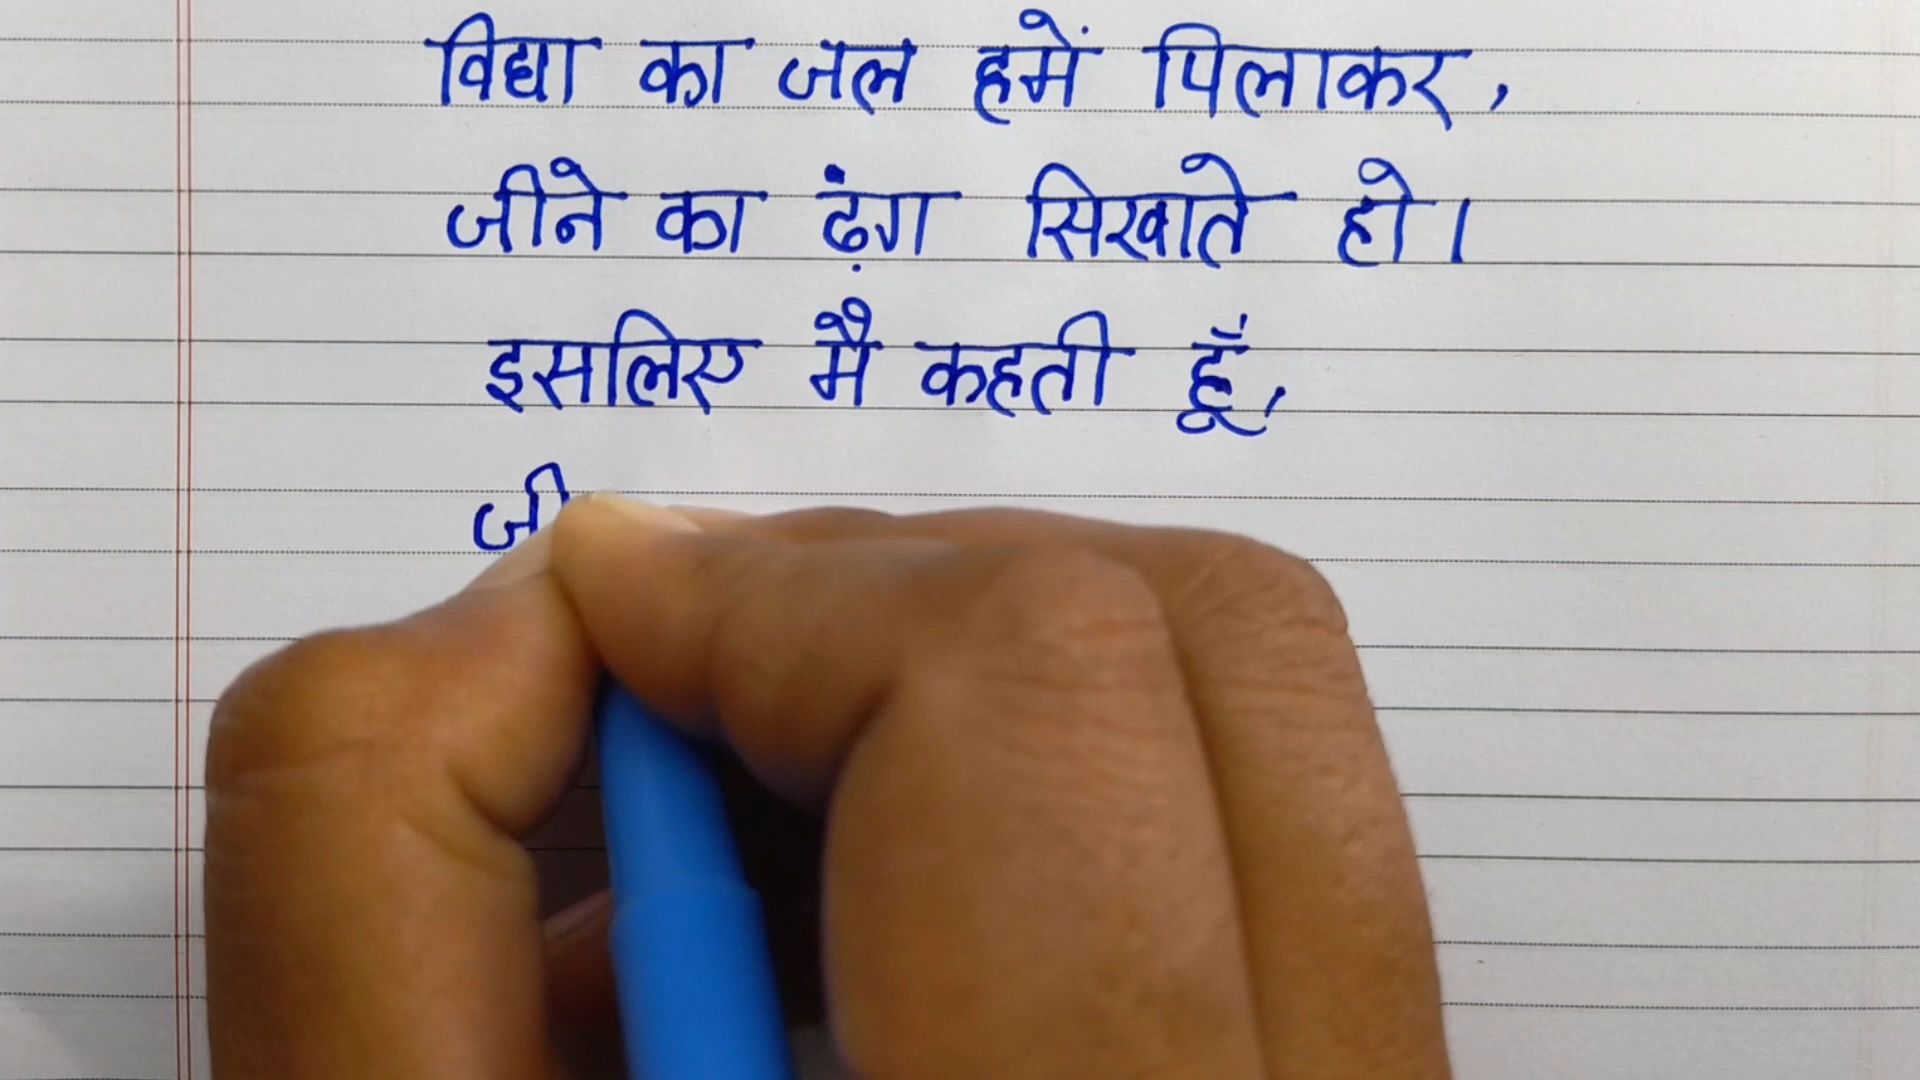 विद्या का जल हमें पिलाकर,
जीने का ढ़ंग सिखाते हो।
इसलिए मै कहती हूँ,
जी